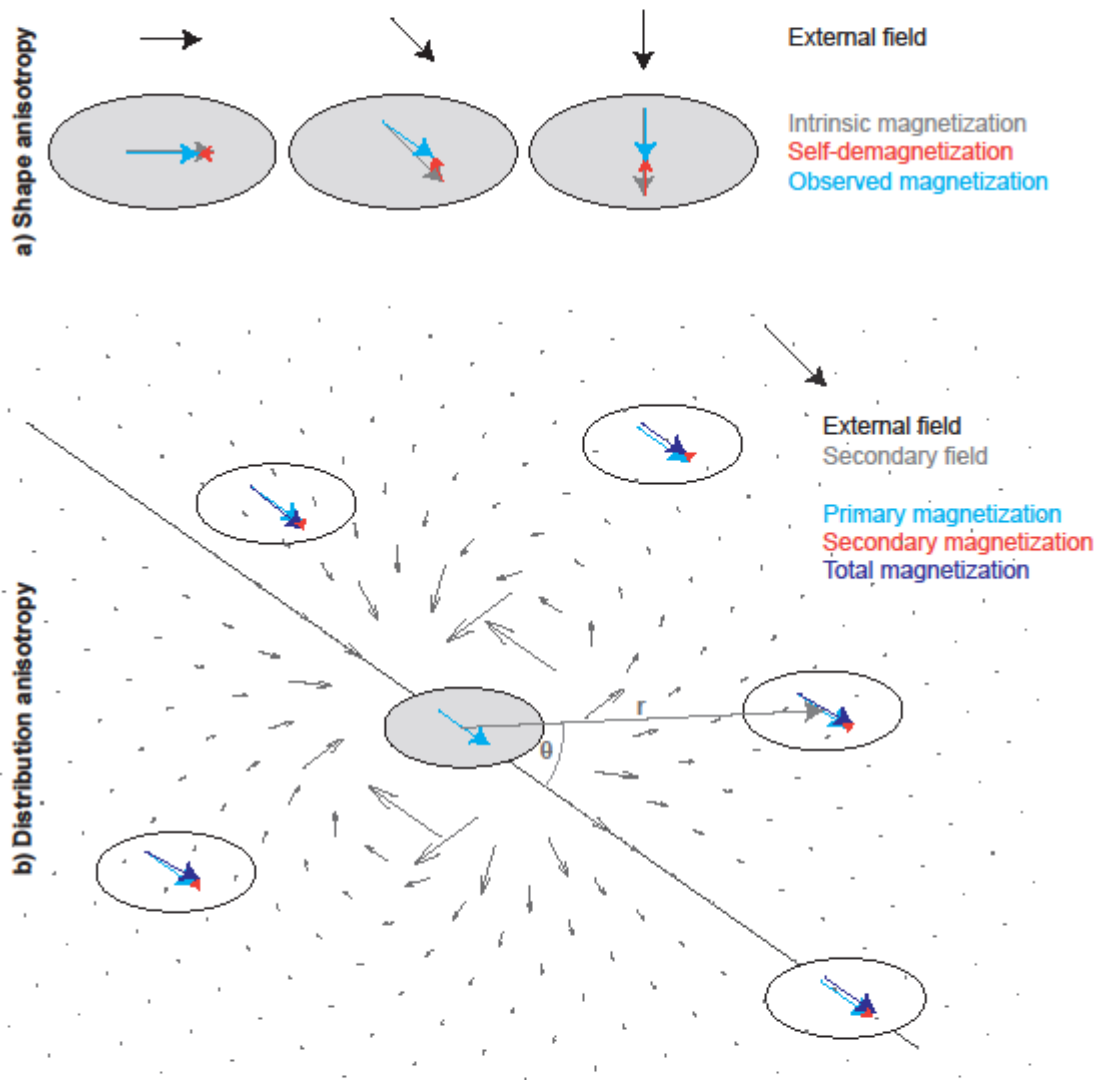 a) Shape anisotropy
External field
Intrinsic magnetization
Self-demagnetization
Observed magnetization
b) Distribution anisotropy
External field
Secondary field
Primary magnetization
Secondary magnetization
Total magnetization
r
θ